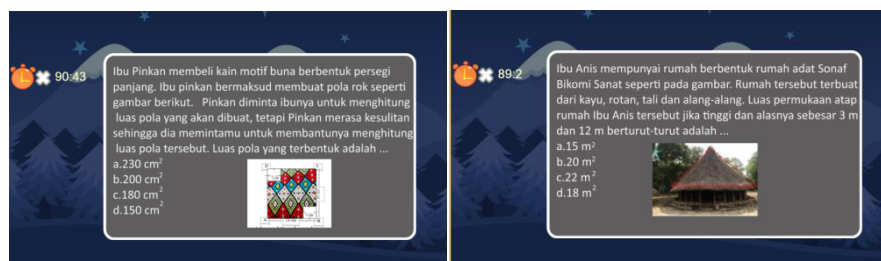 90:43
Ibu Pinkan membeli kain motif buna berbentuk persegi
panjang. Ibu pinkan bermaksud membuat pola rok seperti
gambar berikut. Pinkan diminta ibunya untuk menghitung
luas pola yang akan dibuat, tetapi Pinkan merasa kesulitan
sehingga dia memintamu untuk membantunya menghitung
luas pola tersebut. Luas pola yang terbentuk adalah ...
a.230 cm²
b.200 cm²
c.180 cm²
d.150 cm²
89:2
Ibu Anis mempunyai rumah berbentuk rumah adat Sonaf
Bikomi Sanat seperti pada gambar. Rumah tersebut terbuat
dari kayu, rotan, tali dan alang-alang. Luas permukaan atap
rumah Ibu Anis tersebut jika tinggi dan alasnya sebesar 3 m
dan 12 m berturut-turut adalah ...
a.15 m²
b.20 m²
c.22 m²
d.18 m²